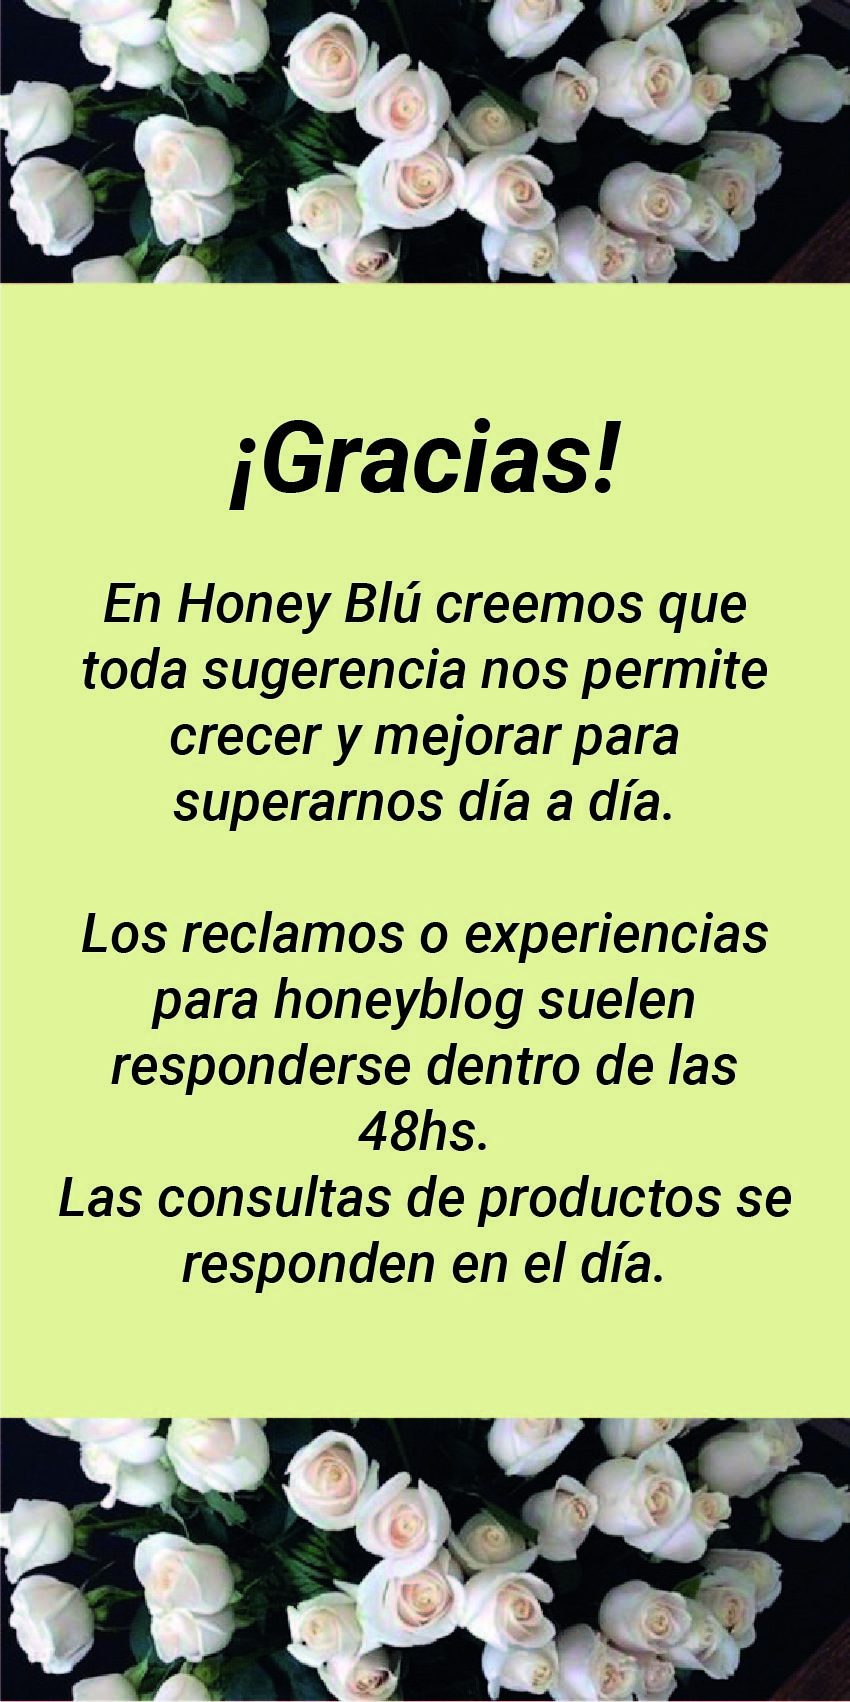 ¡Gracias!
En Honey Blú creemos que
toda sugerencia nos permite
crecer y mejorar para
superarnos día a día.
Los reclamos o experiencias
para honeyblog suelen
responderse dentro de las
48hs.
Las consultas de productos se
responden en el día.